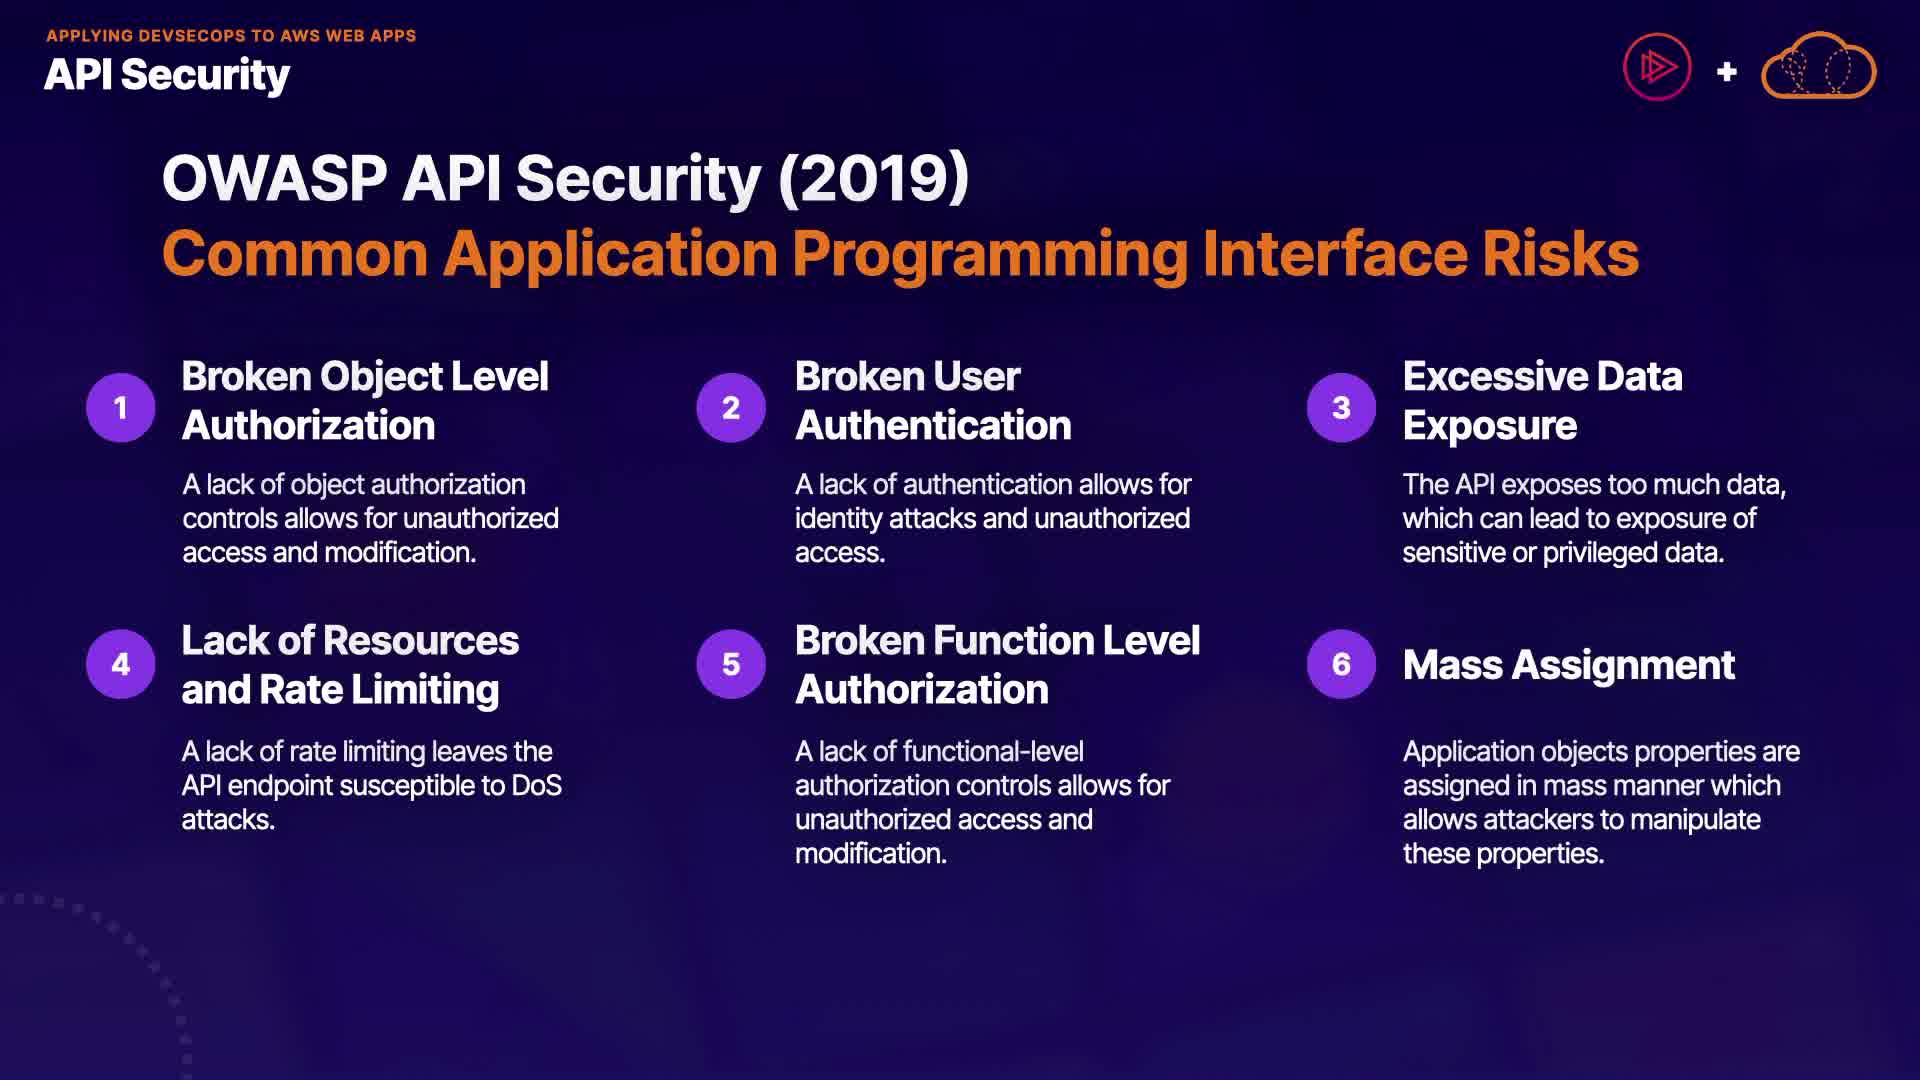 APPLYING DEVSECOPS TO AWS WEB APPS
API Security
+
OWASP API Security (2019)
Common Application Programming Interface Risks
1
Broken Object Level
Authorization
A lack of object authorization
controls allows for unauthorized
access and modification.
2
Broken User
Authentication
A lack of authentication allows for
identity attacks and unauthorized
access.
3
Excessive Data
Exposure
The API exposes too much data,
which can lead to exposure of
sensitive or privileged data.
4
Lack of Resources
and Rate Limiting
A lack of rate limiting leaves the
API endpoint susceptible to DoS
attacks.
5
Broken Function Level
Authorization
A lack of functional-level
authorization controls allows for
unauthorized access and
modification.
6
Mass Assignment
Application objects properties are
assigned in mass manner which
allows attackers to manipulate
these properties.